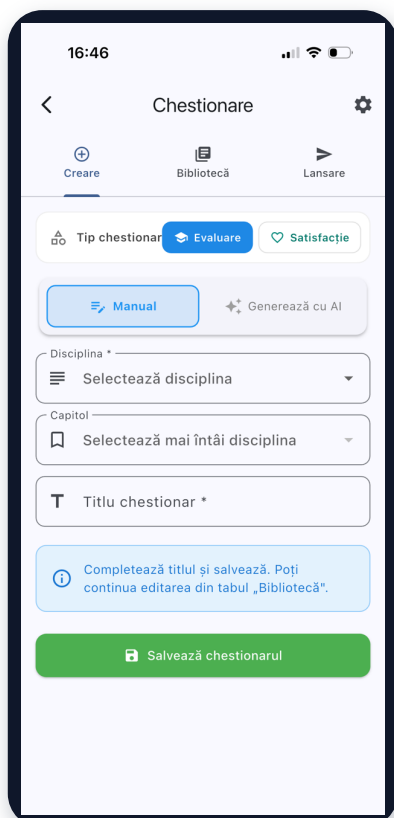 16:46
Chestionare
Creare
Bibliotecă
Lansare
Tip chestionar
Evaluare
Satisfacție
Manual
Generează cu AI
Disciplina *
Selectează disciplina
Capitol
Selectează mai întâi disciplina
Titlu chestionar *
Completează titlul și salvează. Poți
continua editarea din tabul „Bibliotecă".
Salvează chestionarul